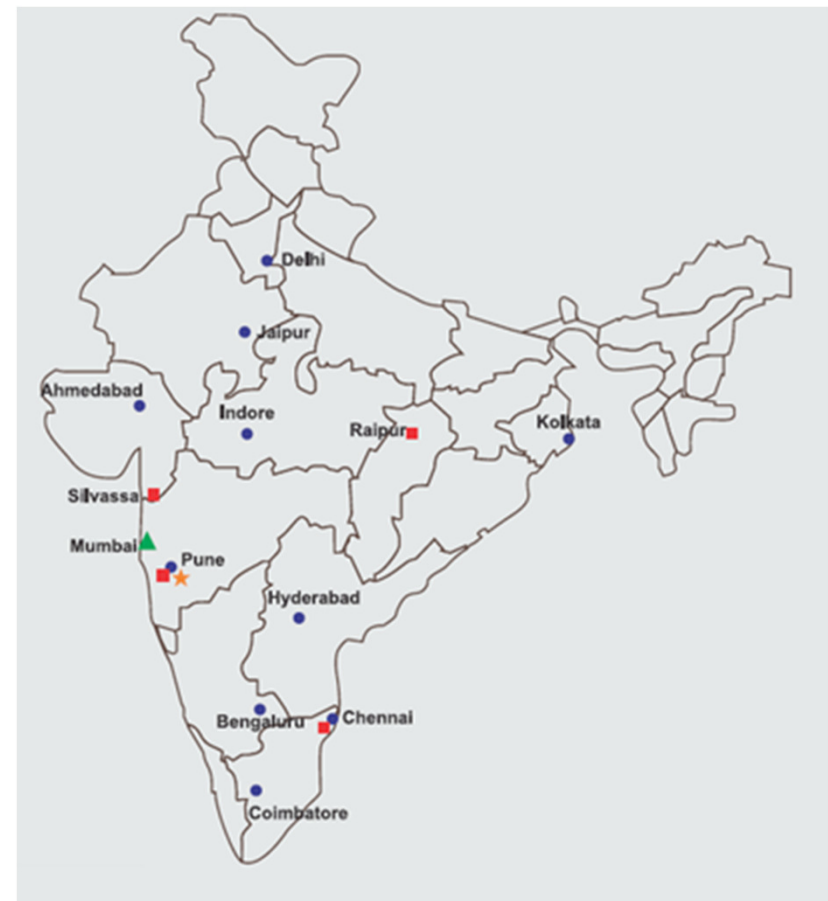 Delhi
Jaipur
Ahmedabad
Indore
Raipur
Kolkata
Silvassa
Mumbai
Pune
Hyderabad
Bengaluru
Chennai
Coimbatore